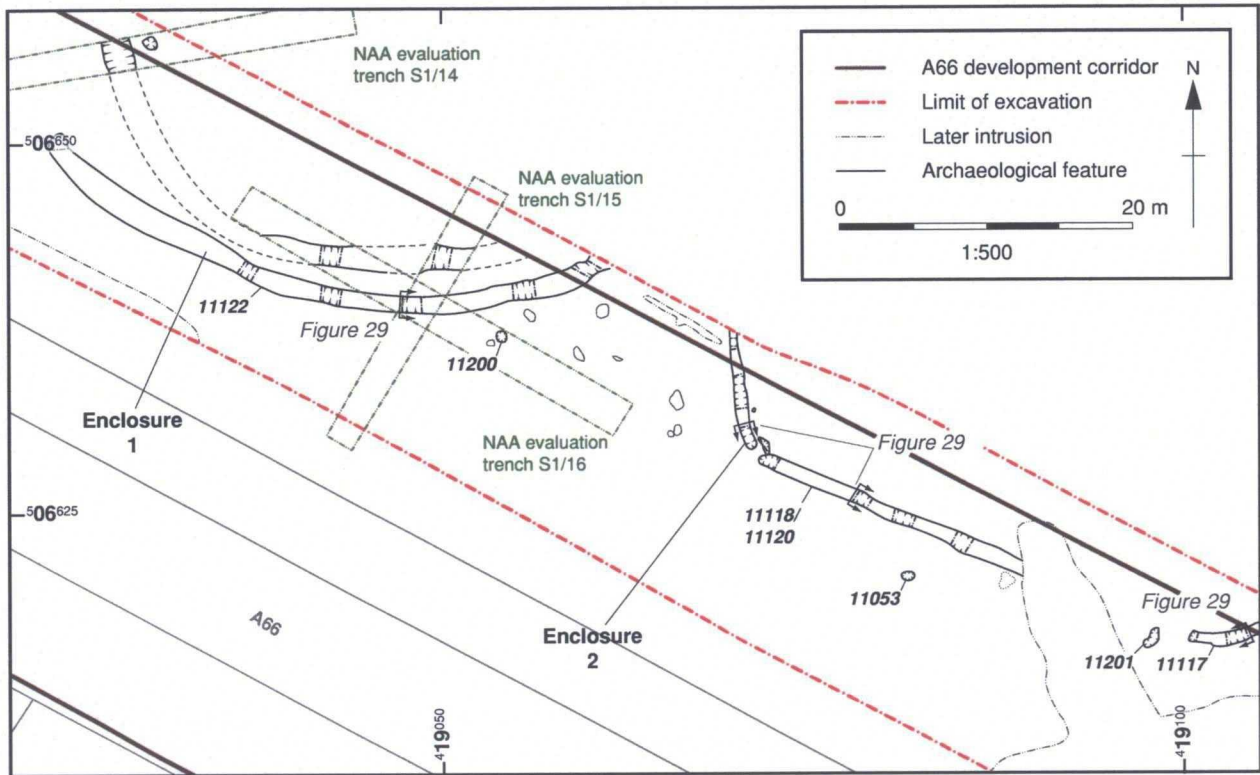 NAA evaluation
trench S1/14
A66 development corridor
N
Limit of excavation
Later intrusion
Archaeological feature
0
20 m
1:500
506650
NAA evaluation
trench S1/15
11122
Figure 29
11200
Enclosure
1
NAA evaluation
trench S1/16
Figure 29
506625
11118/
11120
11053
Figure 29
A66
Enclosure
2
11201
11117
419050
419100